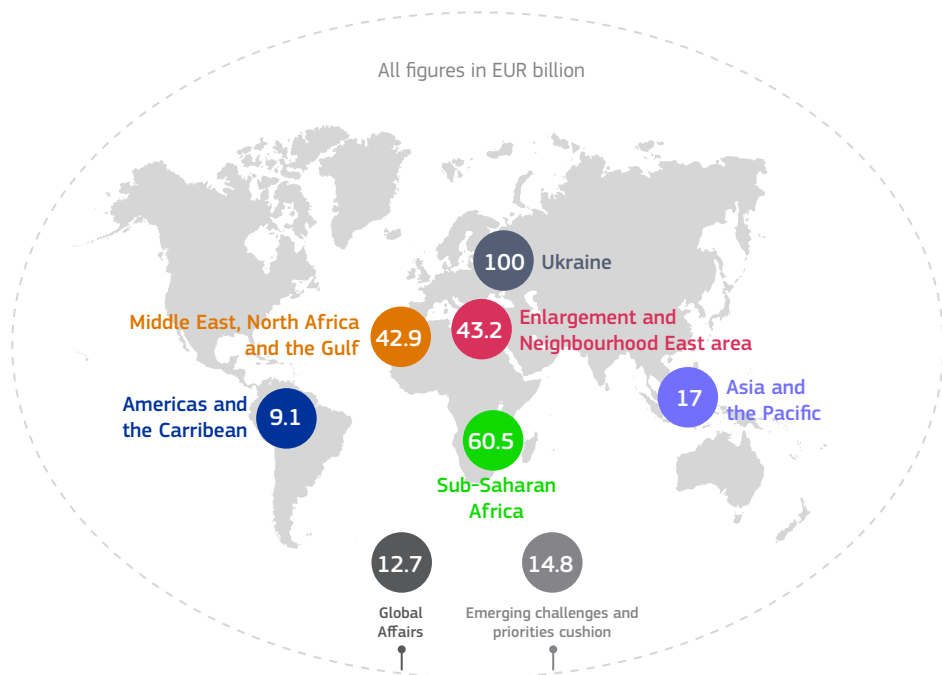 All figures in EUR billion
100
Ukraine
Middle East, North Africa
and the Gulf
42.9
43.2
Enlargement and
Neighbourhood East area
Americas and
the Carribean
9.1
17
Asia and
the Pacific
60.5
Sub-Saharan
Africa
12.7
Global
Affairs
14.8
Emerging challenges and
priorities cushion